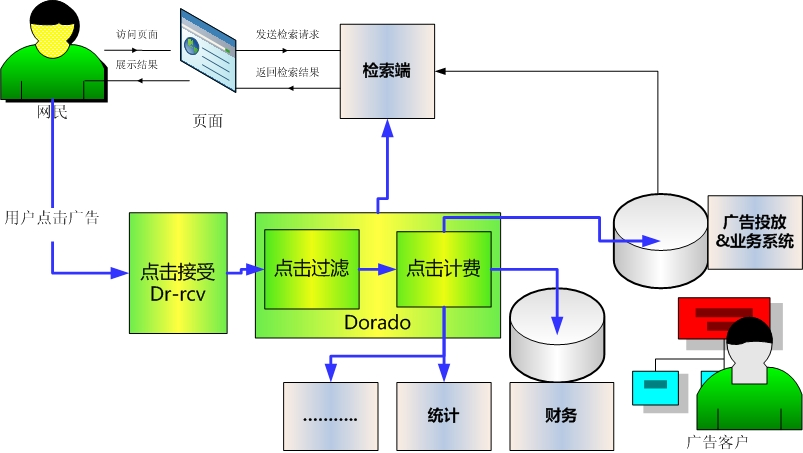 访问页面
发送检索请求
展示结果
返回检索结果
检索端
网民
页面
用户点击广告
广告投放
&业务系统
点击接受
Dr-rcv
点击过滤
点击计费
Dorado
...........
统计
财务
广告客户